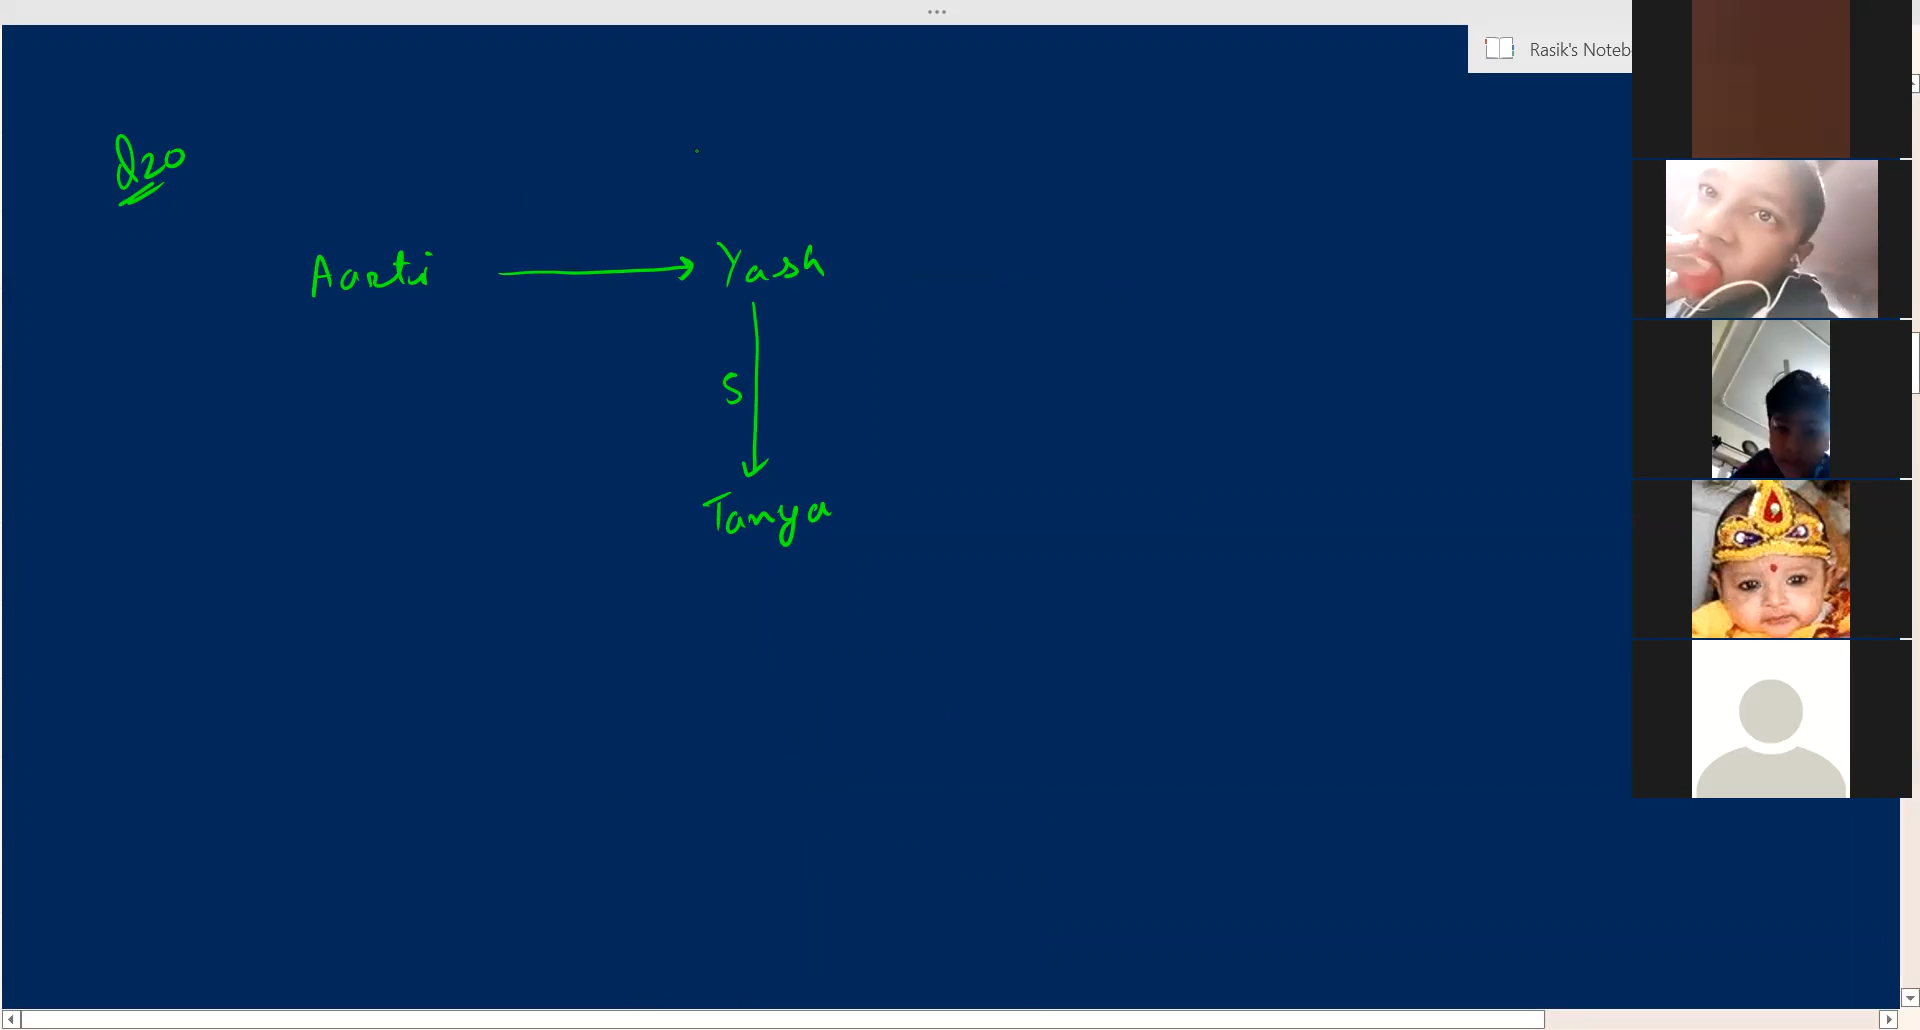 Rasik's Noteb
Q20
Aarti → Yash
S
Tanya